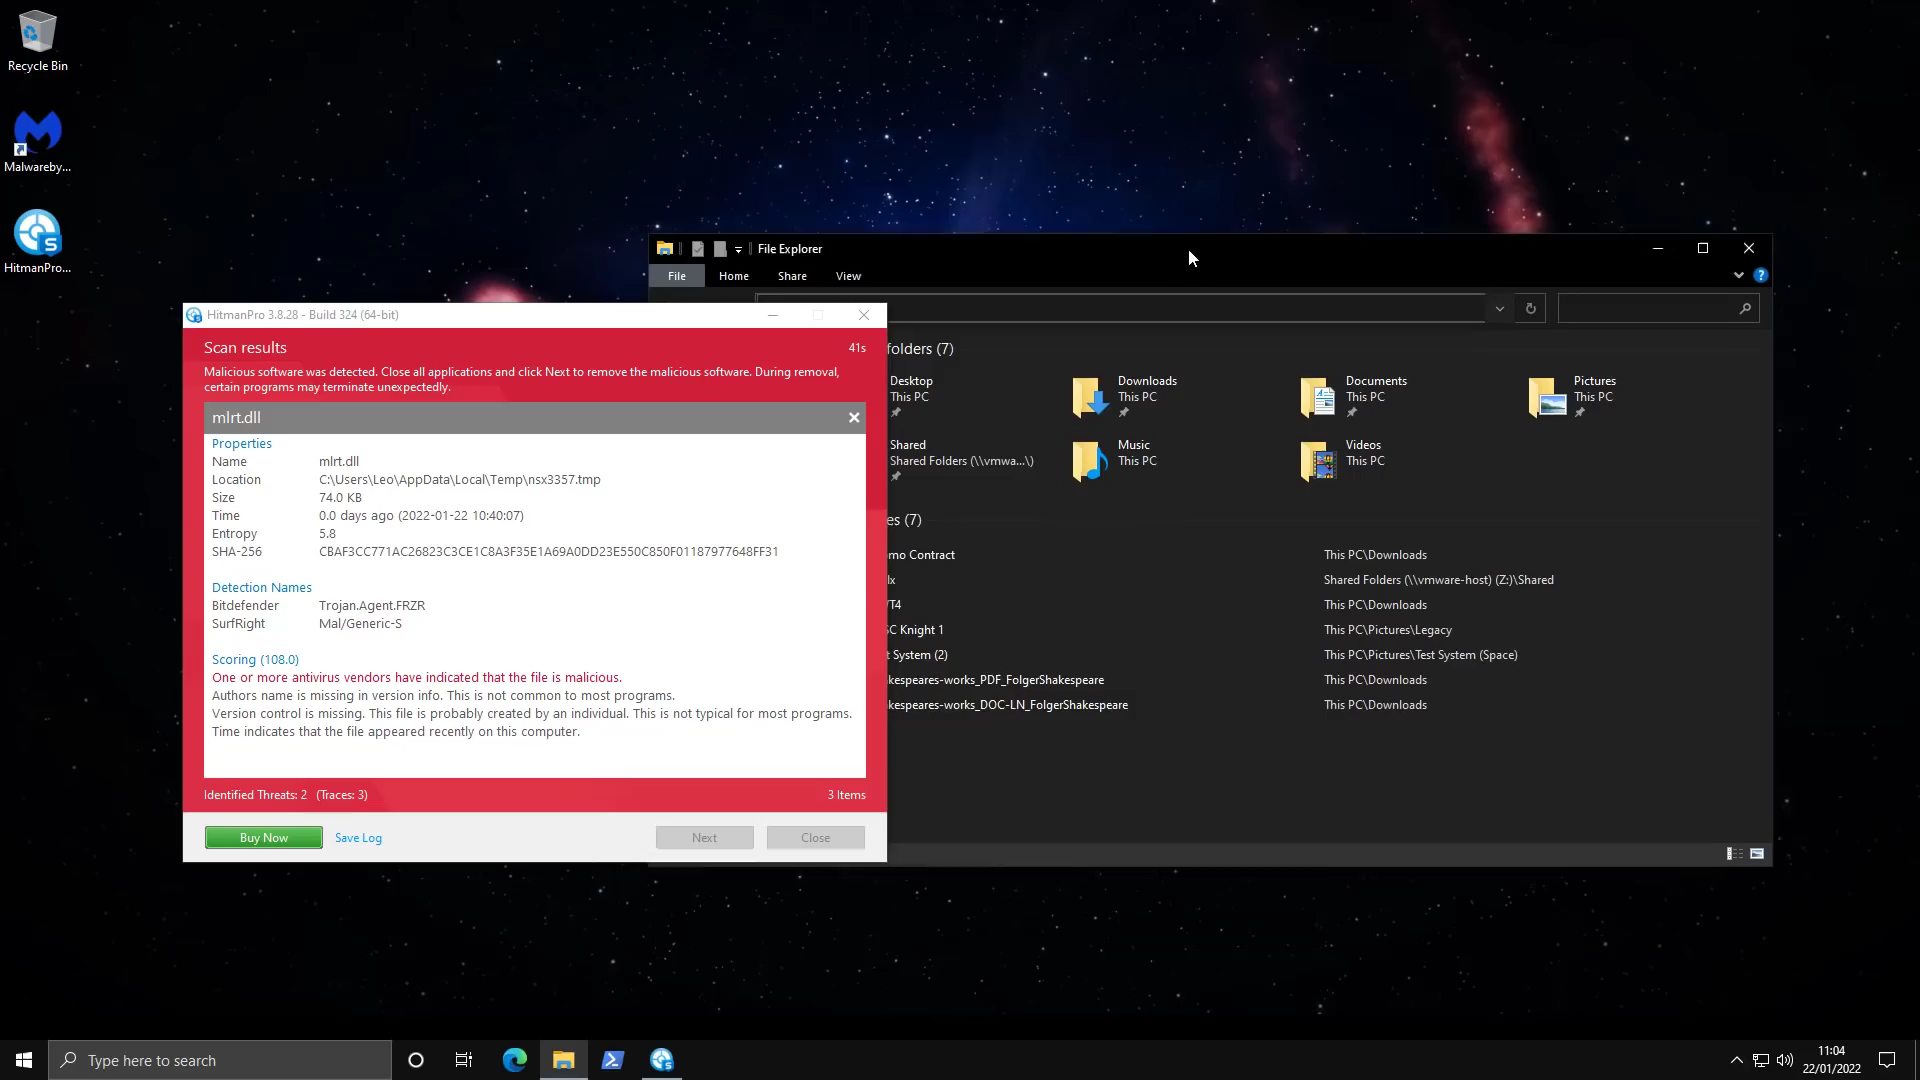 Recycle Bin
Malwareby...
HitmanPro...
File Explorer
File
Home
Share
View
folders (7)
Desktop
This PC
Downloads
This PC
Documents
This PC
Pictures
This PC
Shared
Shared Folders (\\vmwa...\)
Music
This PC
Videos
This PC
es (7)
mo Contract
This PC\Downloads
lx
Shared Folders (\\vmware-host) (Z:)\Shared
T4
This PC\Downloads
SC Knight 1
This PC\Pictures\Legacy
t System (2)
This PC\Pictures\Test System (Space)
kespeares-works_PDF_FolgerShakespeare
This PC\Downloads
kespeares-works_DOC-LN_FolgerShakespeare
This PC\Downloads
HitmanPro 3.8.28 - Build 324 (64-bit)
Scan results
41s
Malicious software was detected. Close all applications and click Next to remove the malicious software. During removal,
certain programs may terminate unexpectedly.
mlrt.dll
Properties
Name mlrt.dll
Location C:\Users\Leo\AppData\Local\Temp\nsx3357.tmp
Size 74.0 KB
Time 0.0 days ago (2022-01-22 10:40:07)
Entropy 5.8
SHA-256 CBAF3CC771AC26823C3CE1C8A3F35E1A69A0DD23E550C850F01187977648FF31
Detection Names
Bitdefender Trojan.Agent.FRZR
SurfRight Mal/Generic-S
Scoring (108.0)
One or more antivirus vendors have indicated that the file is malicious.
Authors name is missing in version info. This is not common to most programs.
Version control is missing. This file is probably created by an individual. This is not typical for most programs.
Time indicates that the file appeared recently on this computer.
Identified Threats: 2 (Traces: 3)
3 Items
Buy Now
Save Log
Next
Close
Type here to search
11:04
22/01/2022